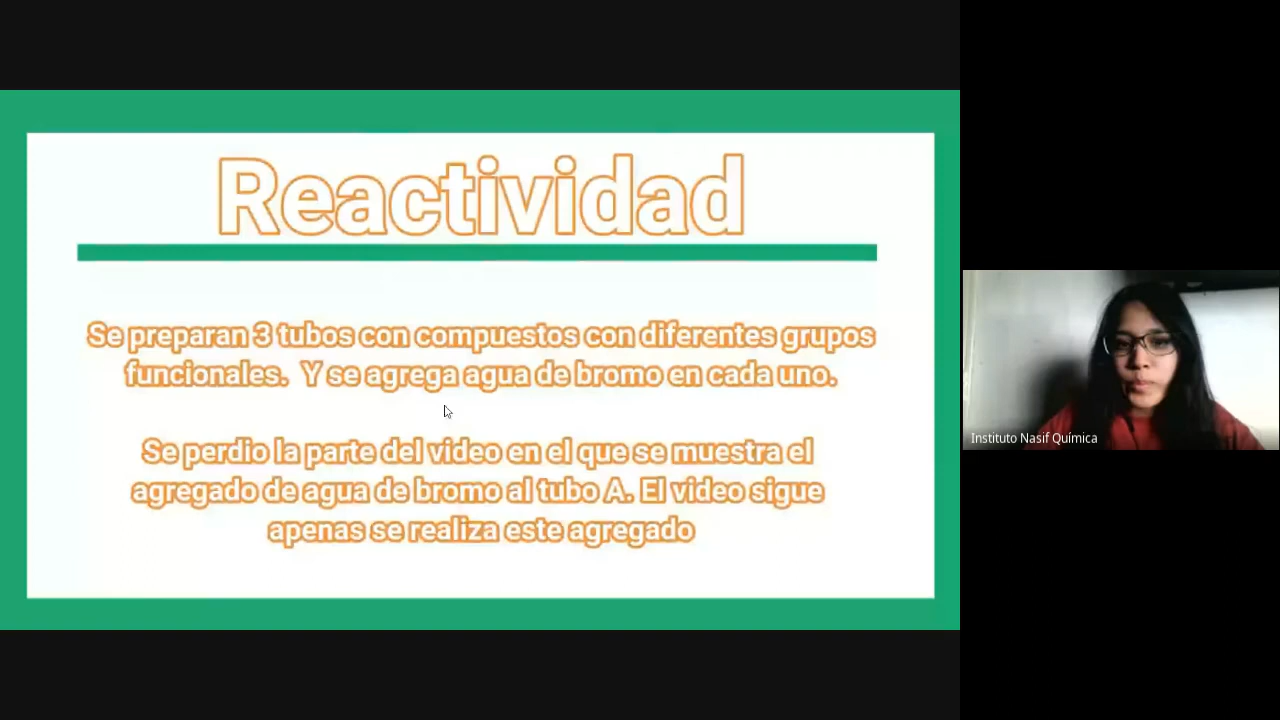 Reactividad
Se preparan 3 tubos con compuestos con diferentes grupos
funcionales. Y se agrega agua de bromo en cada uno.
Se perdio la parte del video en el que se muestra el
agregado de agua de bromo al tubo A. El video sigue
apenas se realiza este agregado
Instituto Nasif Química